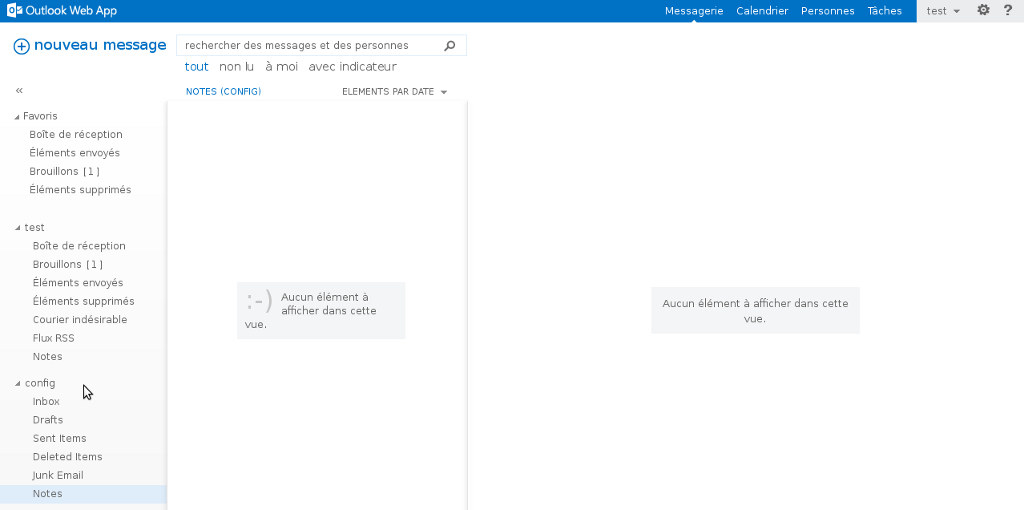 Outlook Web App
Messagerie Calendrier Personnes Tâches test ?
nouveau message
rechercher des messages et des personnes
tout non lu à moi avec indicateur
«
NOTES (CONFIG) ELEMENTS PAR DATE
Favoris
Boîte de réception
Éléments envoyés
Brouillons [1]
Éléments supprimés
test
Boîte de réception
Brouillons [1]
Éléments envoyés
Éléments supprimés
Courier indésirable
Flux RSS
Notes
config
Inbox
Drafts
Sent Items
Deleted Items
Junk Email
Notes
:-) Aucun élément à
afficher dans cette
vue.
Aucun élément à afficher dans cette
vue.